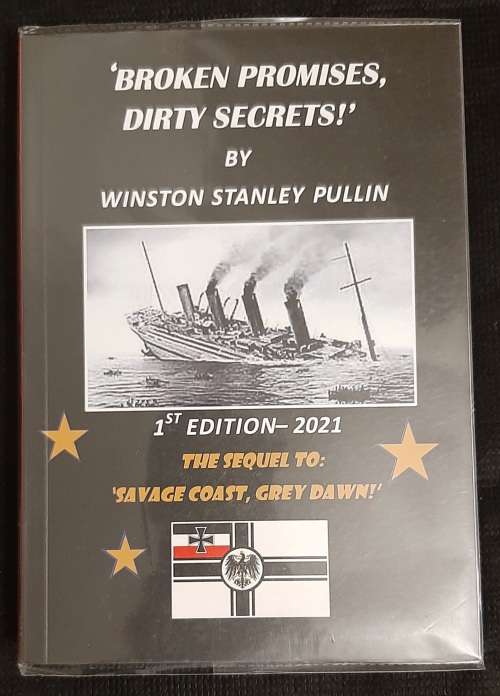 'BROKEN PROMISES,
DIRTY SECRETS!'
BY
WINSTON STANLEY PULLIN
1ST EDITION– 2021
THE SEQUEL TO:
'SAVAGE COAST, GREY DAWN!'